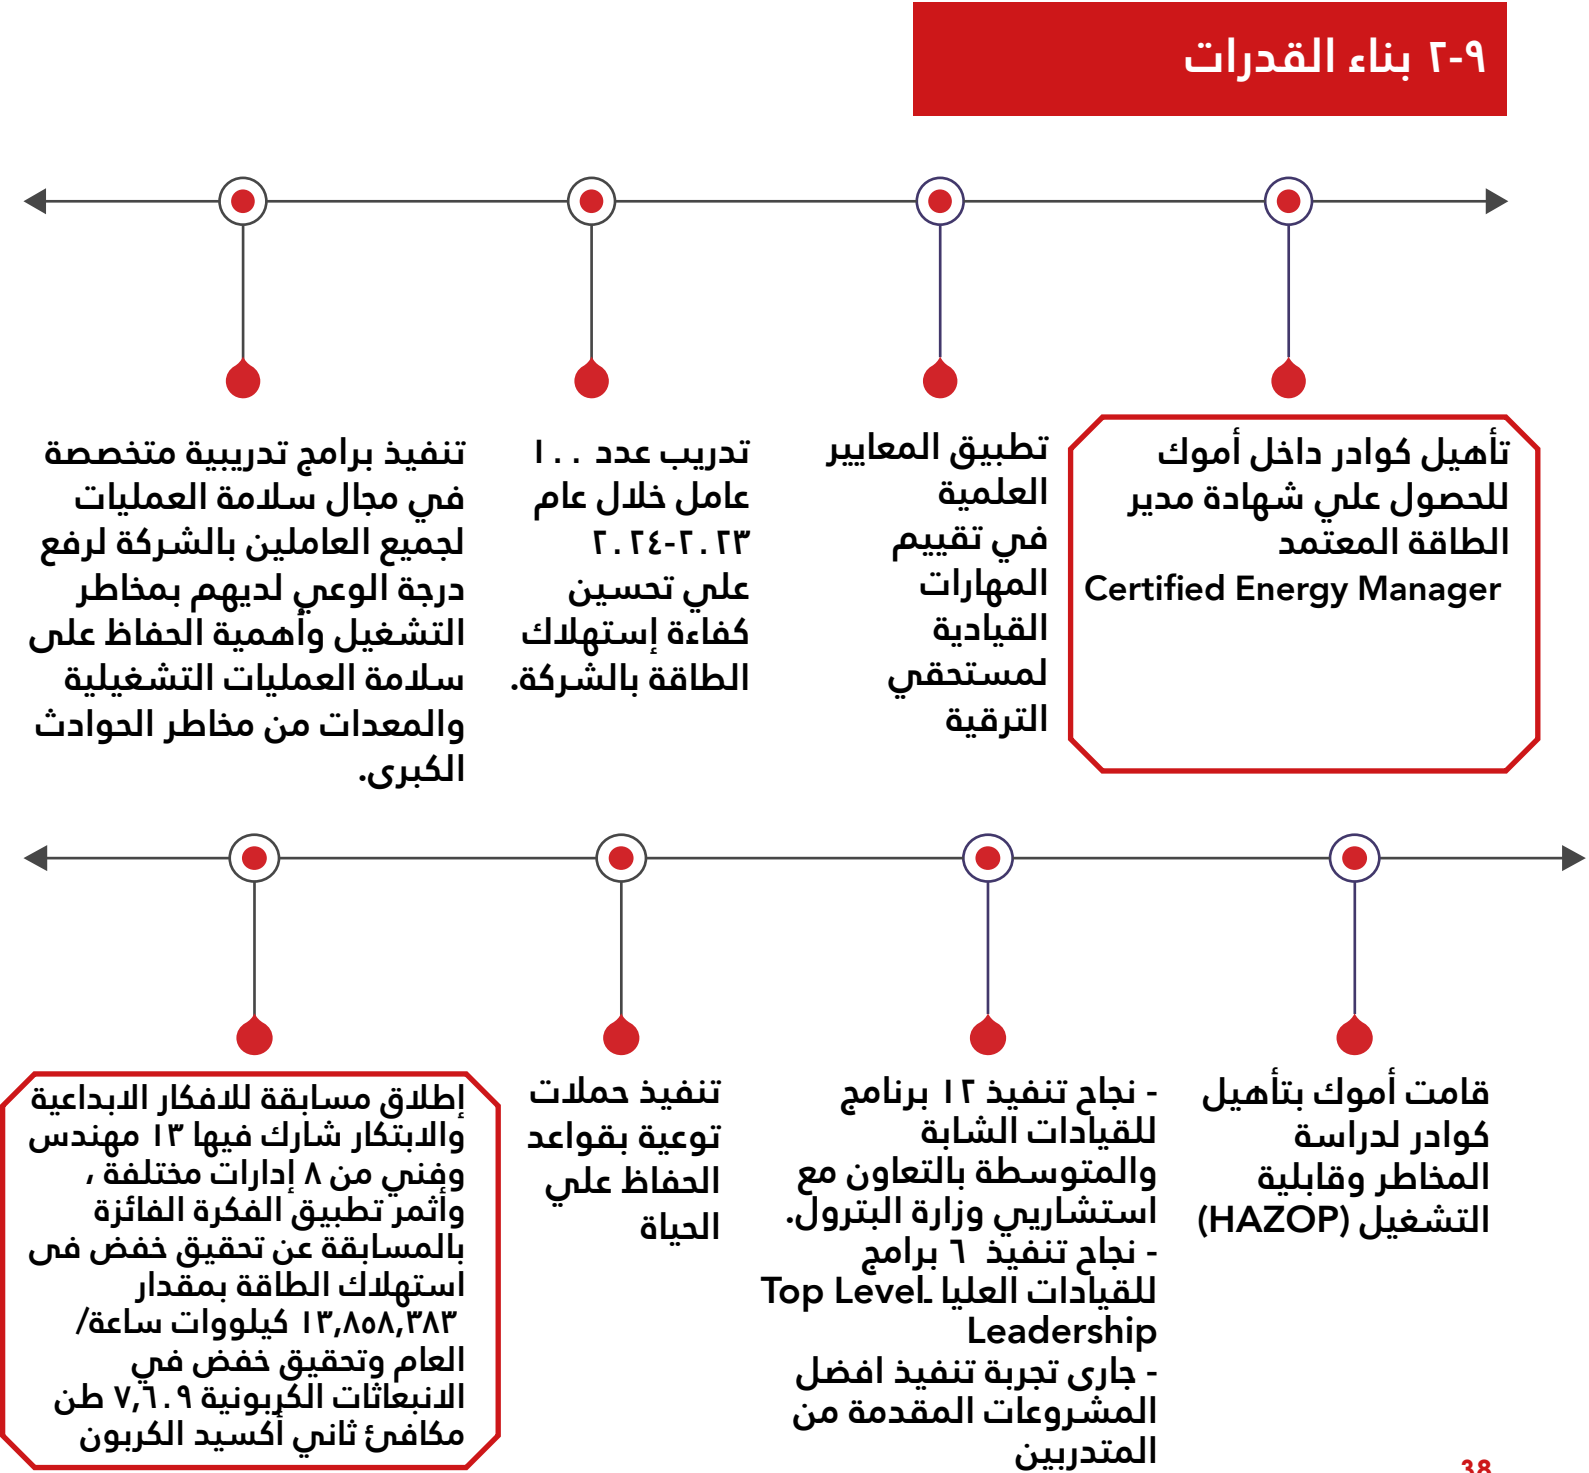 ٩-٢ بناء القدرات
تأهيل كوادر داخل أموك
للحصول علي شهادة مدير
الطاقة المعتمد
Certified Energy Manager
تطبيق المعايير
العلمية
في تقييم
المهارات
القيادية
لمستحقي
الترقية
تدريب عدد ١٠٠
عامل خلال عام
٢٠٢٣-٢٠٢٤
علي تحسين
كفاءة إستهلاك
الطاقة بالشركة.
تنفيذ برامج تدريبية متخصصة
في مجال سلامة العمليات
لجميع العاملين بالشركة لرفع
درجة الوعي لديهم بمخاطر
التشغيل وأهمية الحفاظ على
سلامة العمليات التشغيلية
والمعدات من مخاطر الحوادث
الكبرى.
قامت أموك بتأهيل
كوادر لدراسة
المخاطر وقابلية
التشغيل (HAZOP)
- نجاح تنفيذ ١٢ برنامج
للقيادات الشابة
والمتوسطة بالتعاون مع
استشاريي وزارة البترول.
- نجاح تنفيذ ٦ برامج
للقيادات العليا ـTop Level
Leadership
- جارى تجربة تنفيذ افضل
المشروعات المقدمة من
المتدربين
تنفيذ حملات
توعية بقواعد
الحفاظ علي
الحياة
إطلاق مسابقة للافكار الابداعية
والابتكار شارك فيها ١٣ مهندس
وفني من ٨ إدارات مختلفة ،
وأثمر تطبيق الفكرة الفائزة
بالمسابقة عن تحقيق خفض فى
استهلاك الطاقة بمقدار
١٣,٨٥٨,٣٨٣ كيلووات ساعة/
العام وتحقيق خفض في
الانبعاثات الكربونية ٧,٦٠٩ طن
مكافئ ثاني أكسيد الكربون
38